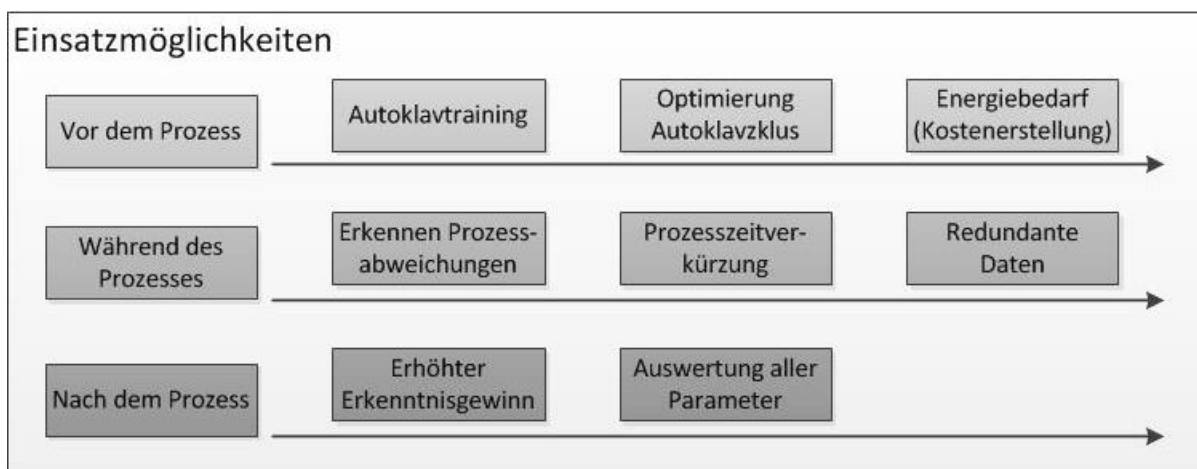 Einsatzmöglichkeiten
Vor dem Prozess
Autoklavtraining
Optimierung
Autoklavzklus
Energiebedarf
(Kostenerstellung)
Während des
Prozesses
Erkennen Prozess-
abweichungen
Prozesszeitver-
kürzung
Redundante
Daten
Nach dem Prozess
Erhöhter
Erkenntnisgewinn
Auswertung aller
Parameter